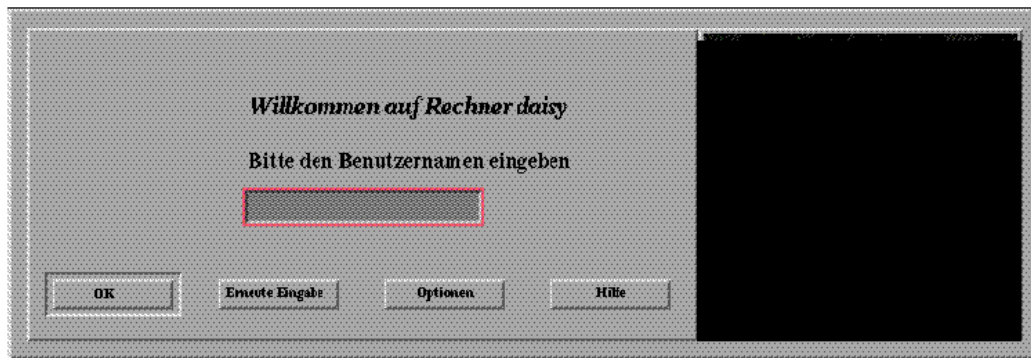 Willkommen auf Rechner daisy
Bitte den Benutzernamen eingeben
OK
Erneute Eingabe
Optionen
Hilfe